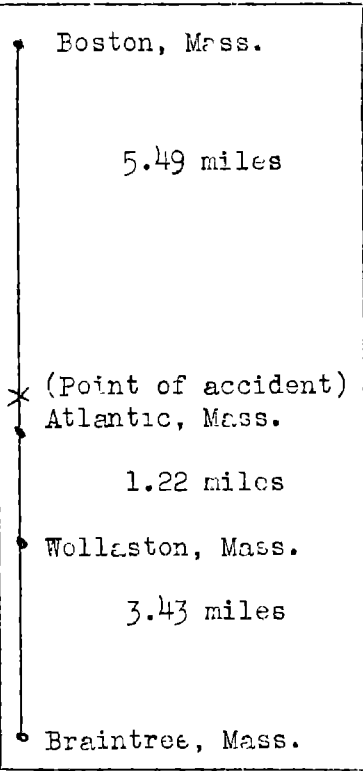 Boston, Mass.
5.49 miles
(Point of accident)
Atlantic, Mass.
1.22 miles
Wollaston, Mass.
3.43 miles
Braintree, Mass.